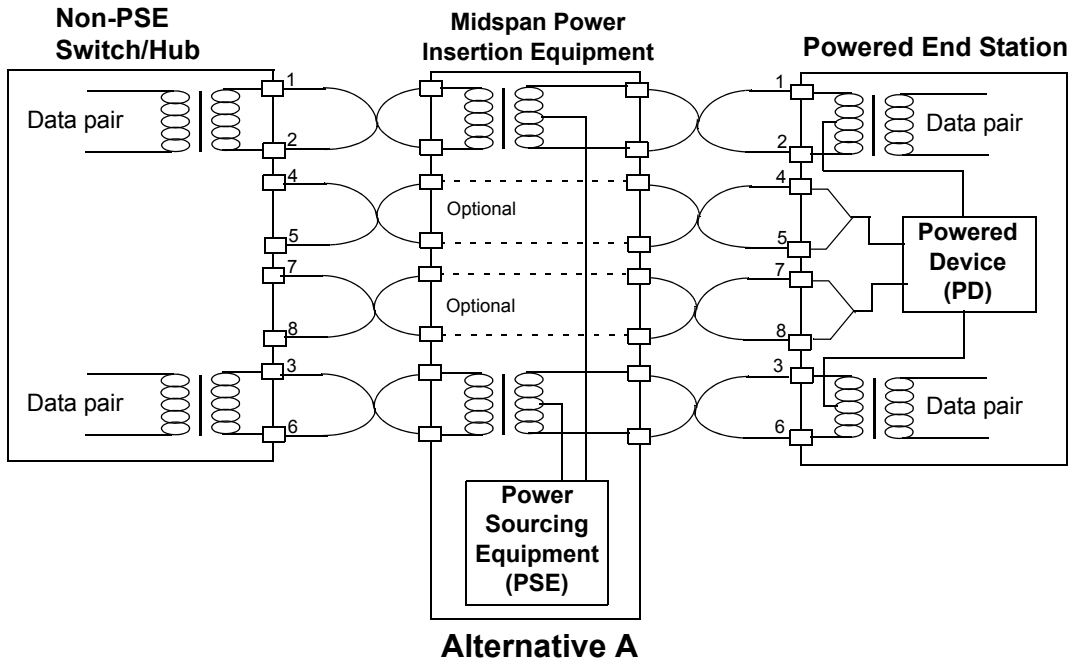 Non-PSE
Switch/Hub
Midspan Power
Insertion Equipment
Powered End Station
Data pair
1
2
4
5
7
8
3
6
Data pair
Optional
Optional
Power
Sourcing
Equipment
(PSE)
1
2
4
5
7
8
3
6
Data pair
Powered
Device
(PD)
Data pair
Alternative A